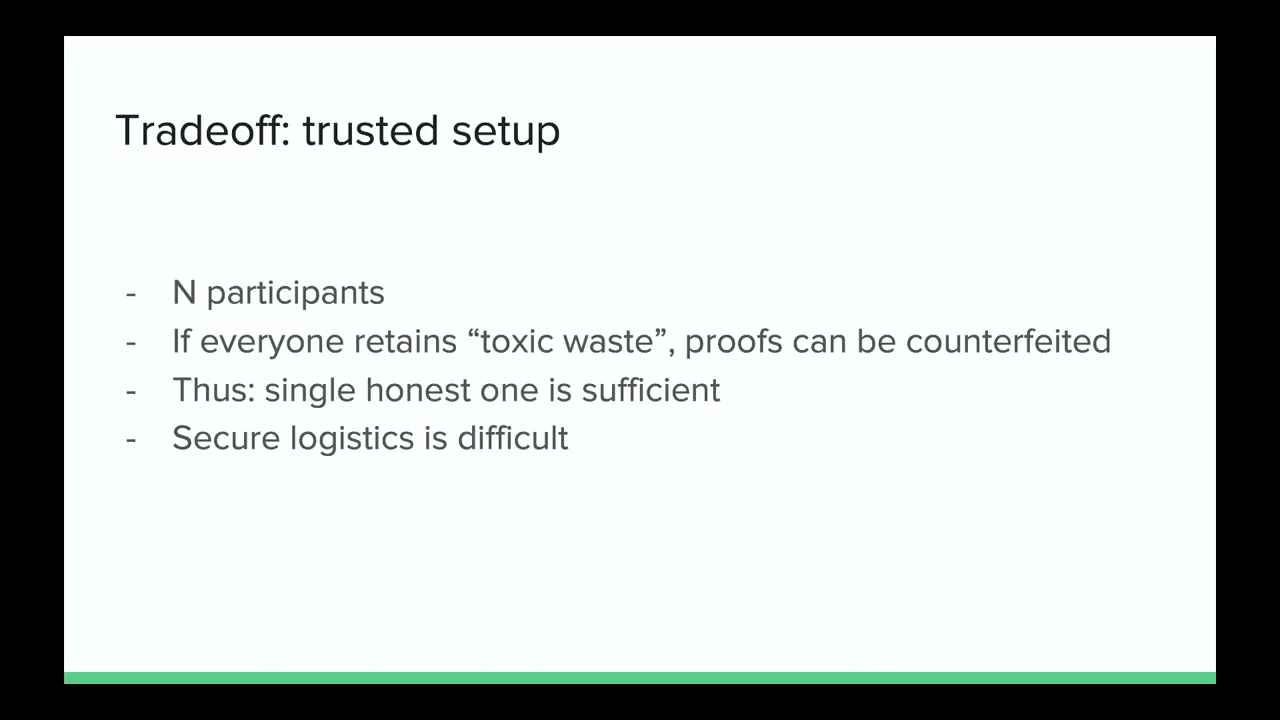 Tradeoff: trusted setup
- N participants
- If everyone retains “toxic waste”, proofs can be counterfeited
- Thus: single honest one is sufficient
- Secure logistics is difficult